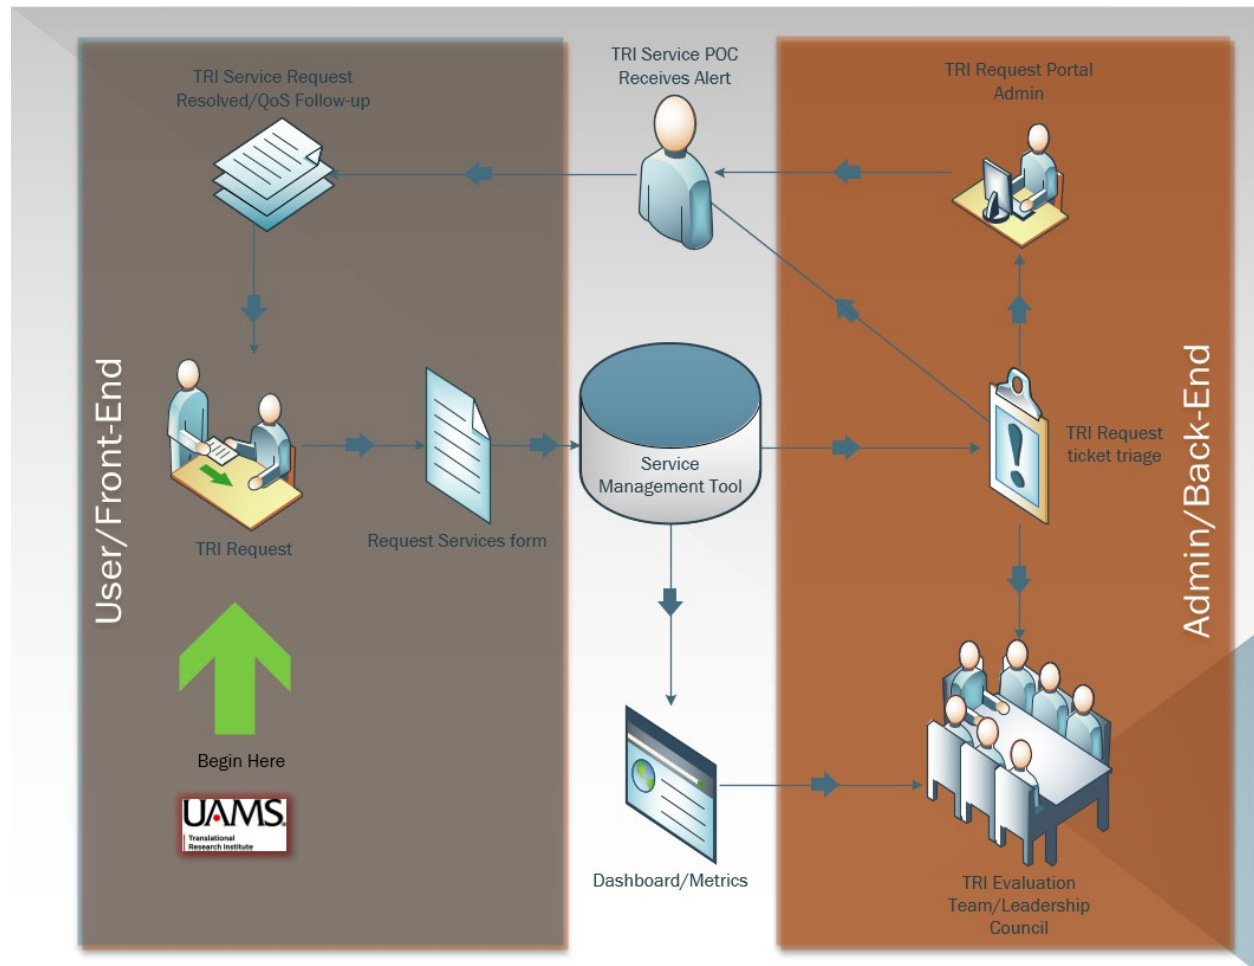 TRI Service Request
Resolved/QoS Follow-up
TRI Service POC
Receives Alert
TRI Request Portal
Admin
User/Front-End
TRI Request
Request Services form
Service
Management Tool
TRI Request
ticket triage
Admin/Back-End
Begin Here
UAMS®
Translational
Research Institute
Dashboard/Metrics
TRI Evaluation
Team/Leadership
Council